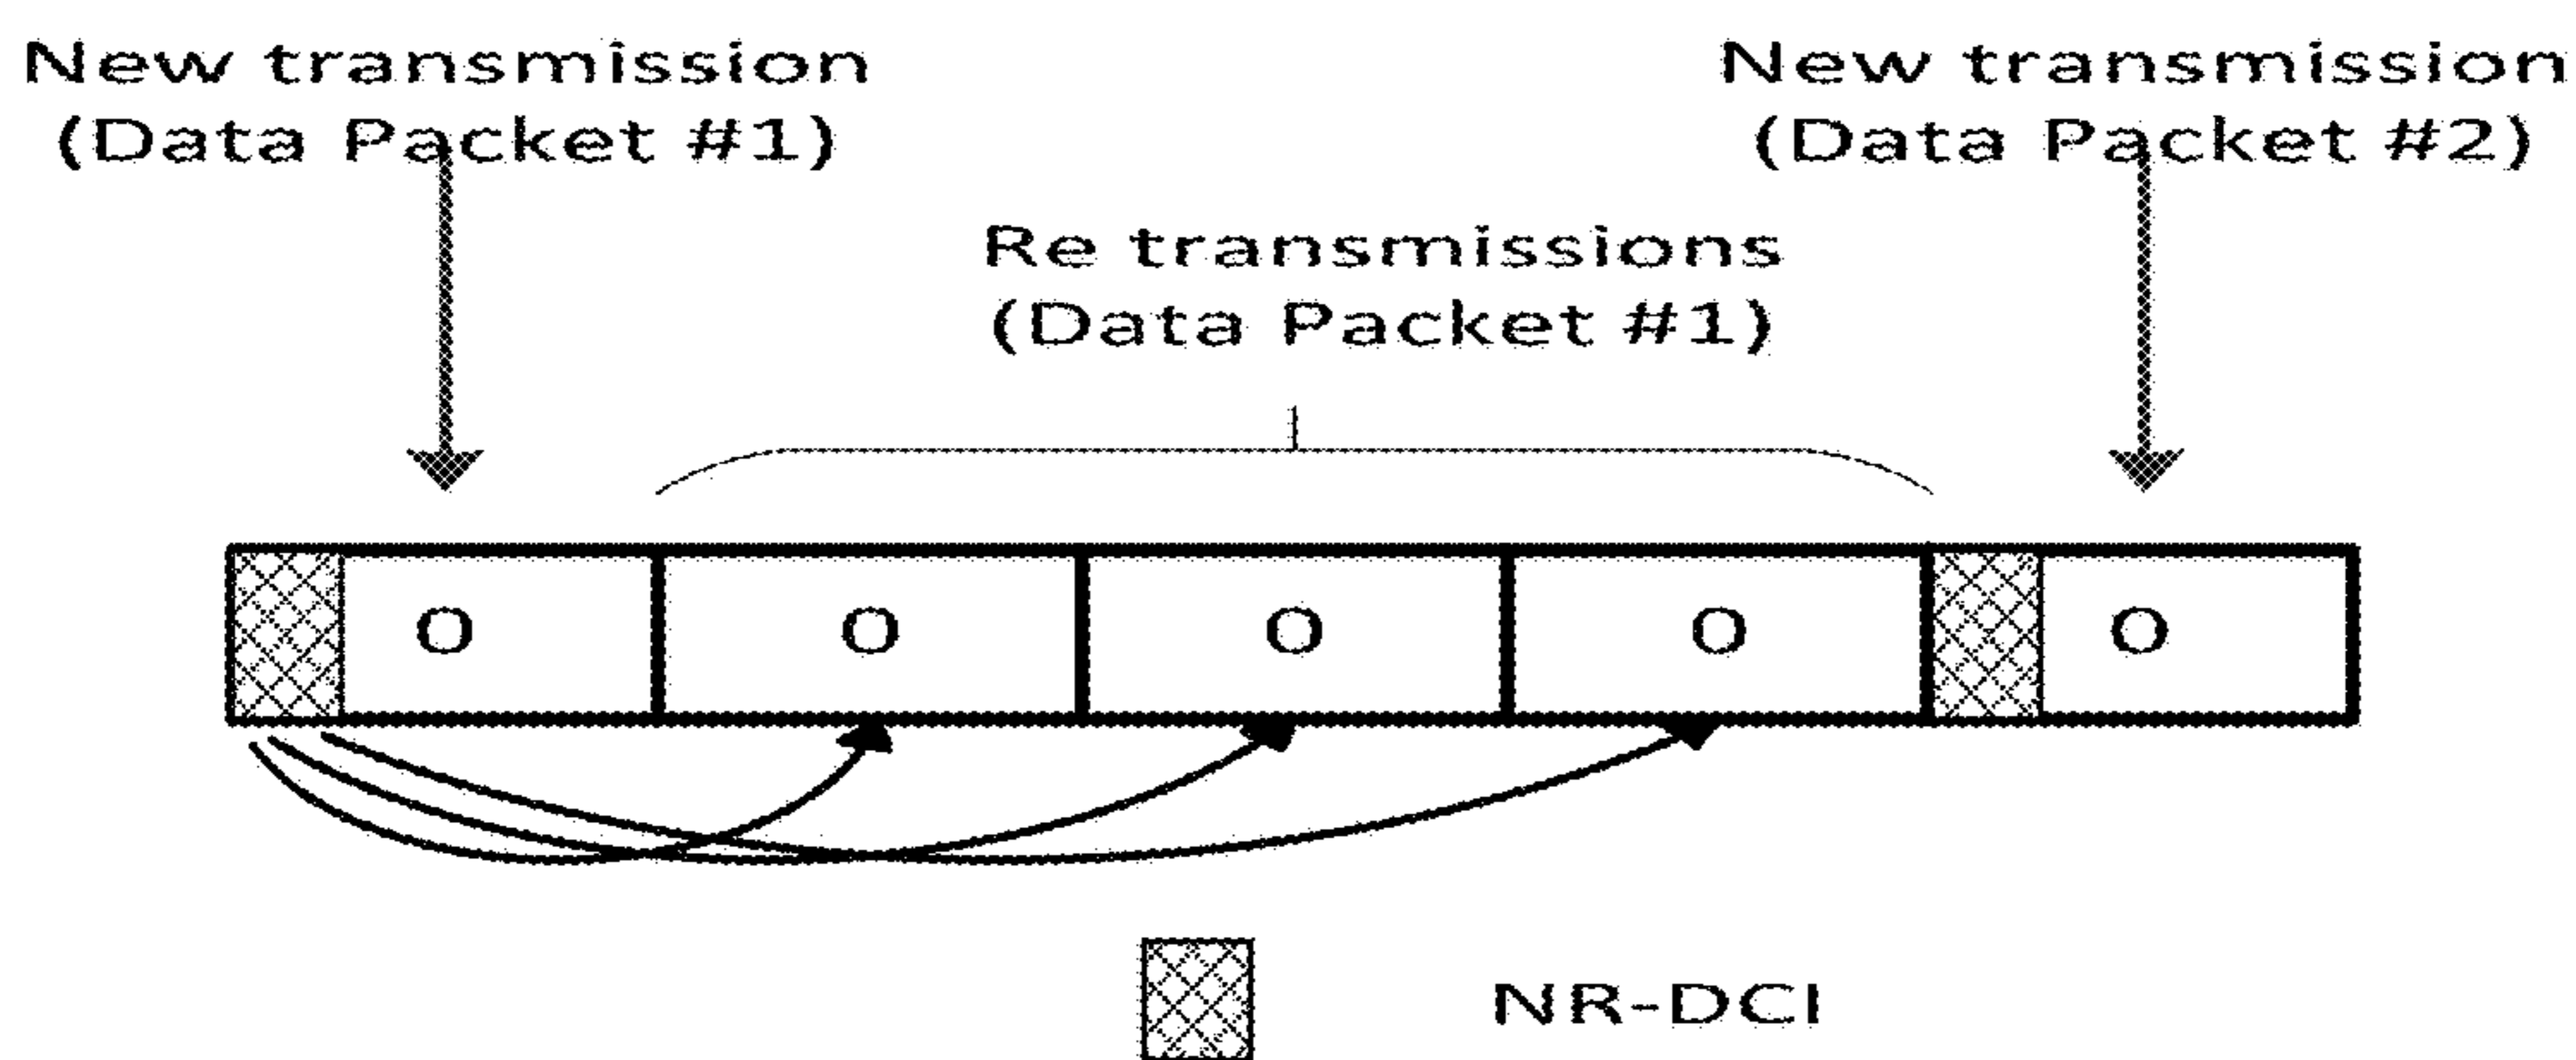 New transmission
(Data Packet #1)
New transmission
(Data Packet #2)
Re transmissions
(Data Packet #1)
O O O O O
NR-DCI